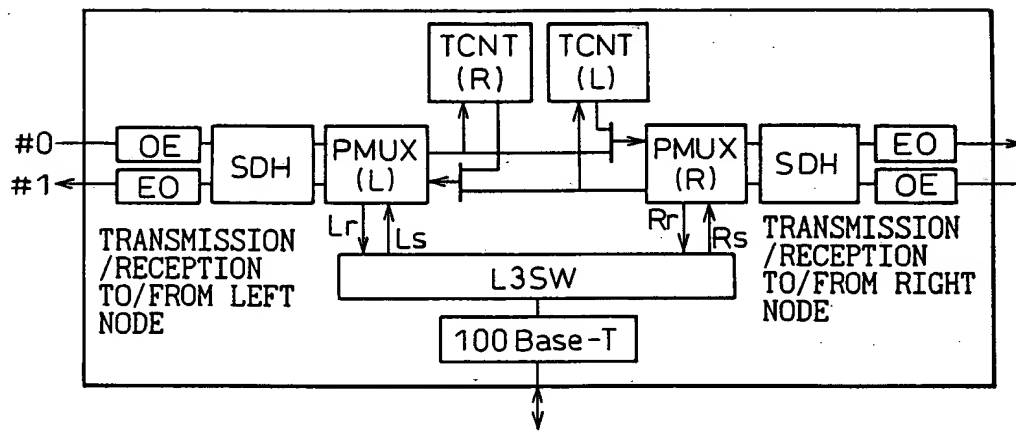 TCNT
(R)
TCNT
(L)
#0
OE
SDH
PMUX
(L)
PMUX
(R)
SDH
EO
#1
EO
OE
Lr
Ls
Rr
Rs
TRANSMISSION
/RECEPTION
TO/FROM LEFT
NODE
L3SW
TRANSMISSION
/RECEPTION
TO/FROM RIGHT
NODE
100 Base-T